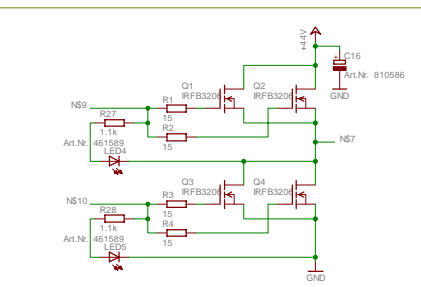 +44V
C16
Art.Nr. 810586
GND
Q1
IRFB3206
Q2
IRFB3206
N$9
R1
15
R27
1.1k
R2
15
Art.Nr. 461589
LED4
N$7
Q3
IRFB3206
Q4
IRFB3206
N$10
R3
15
R28
1.1k
R4
15
Art.Nr. 461589
LED5
GND